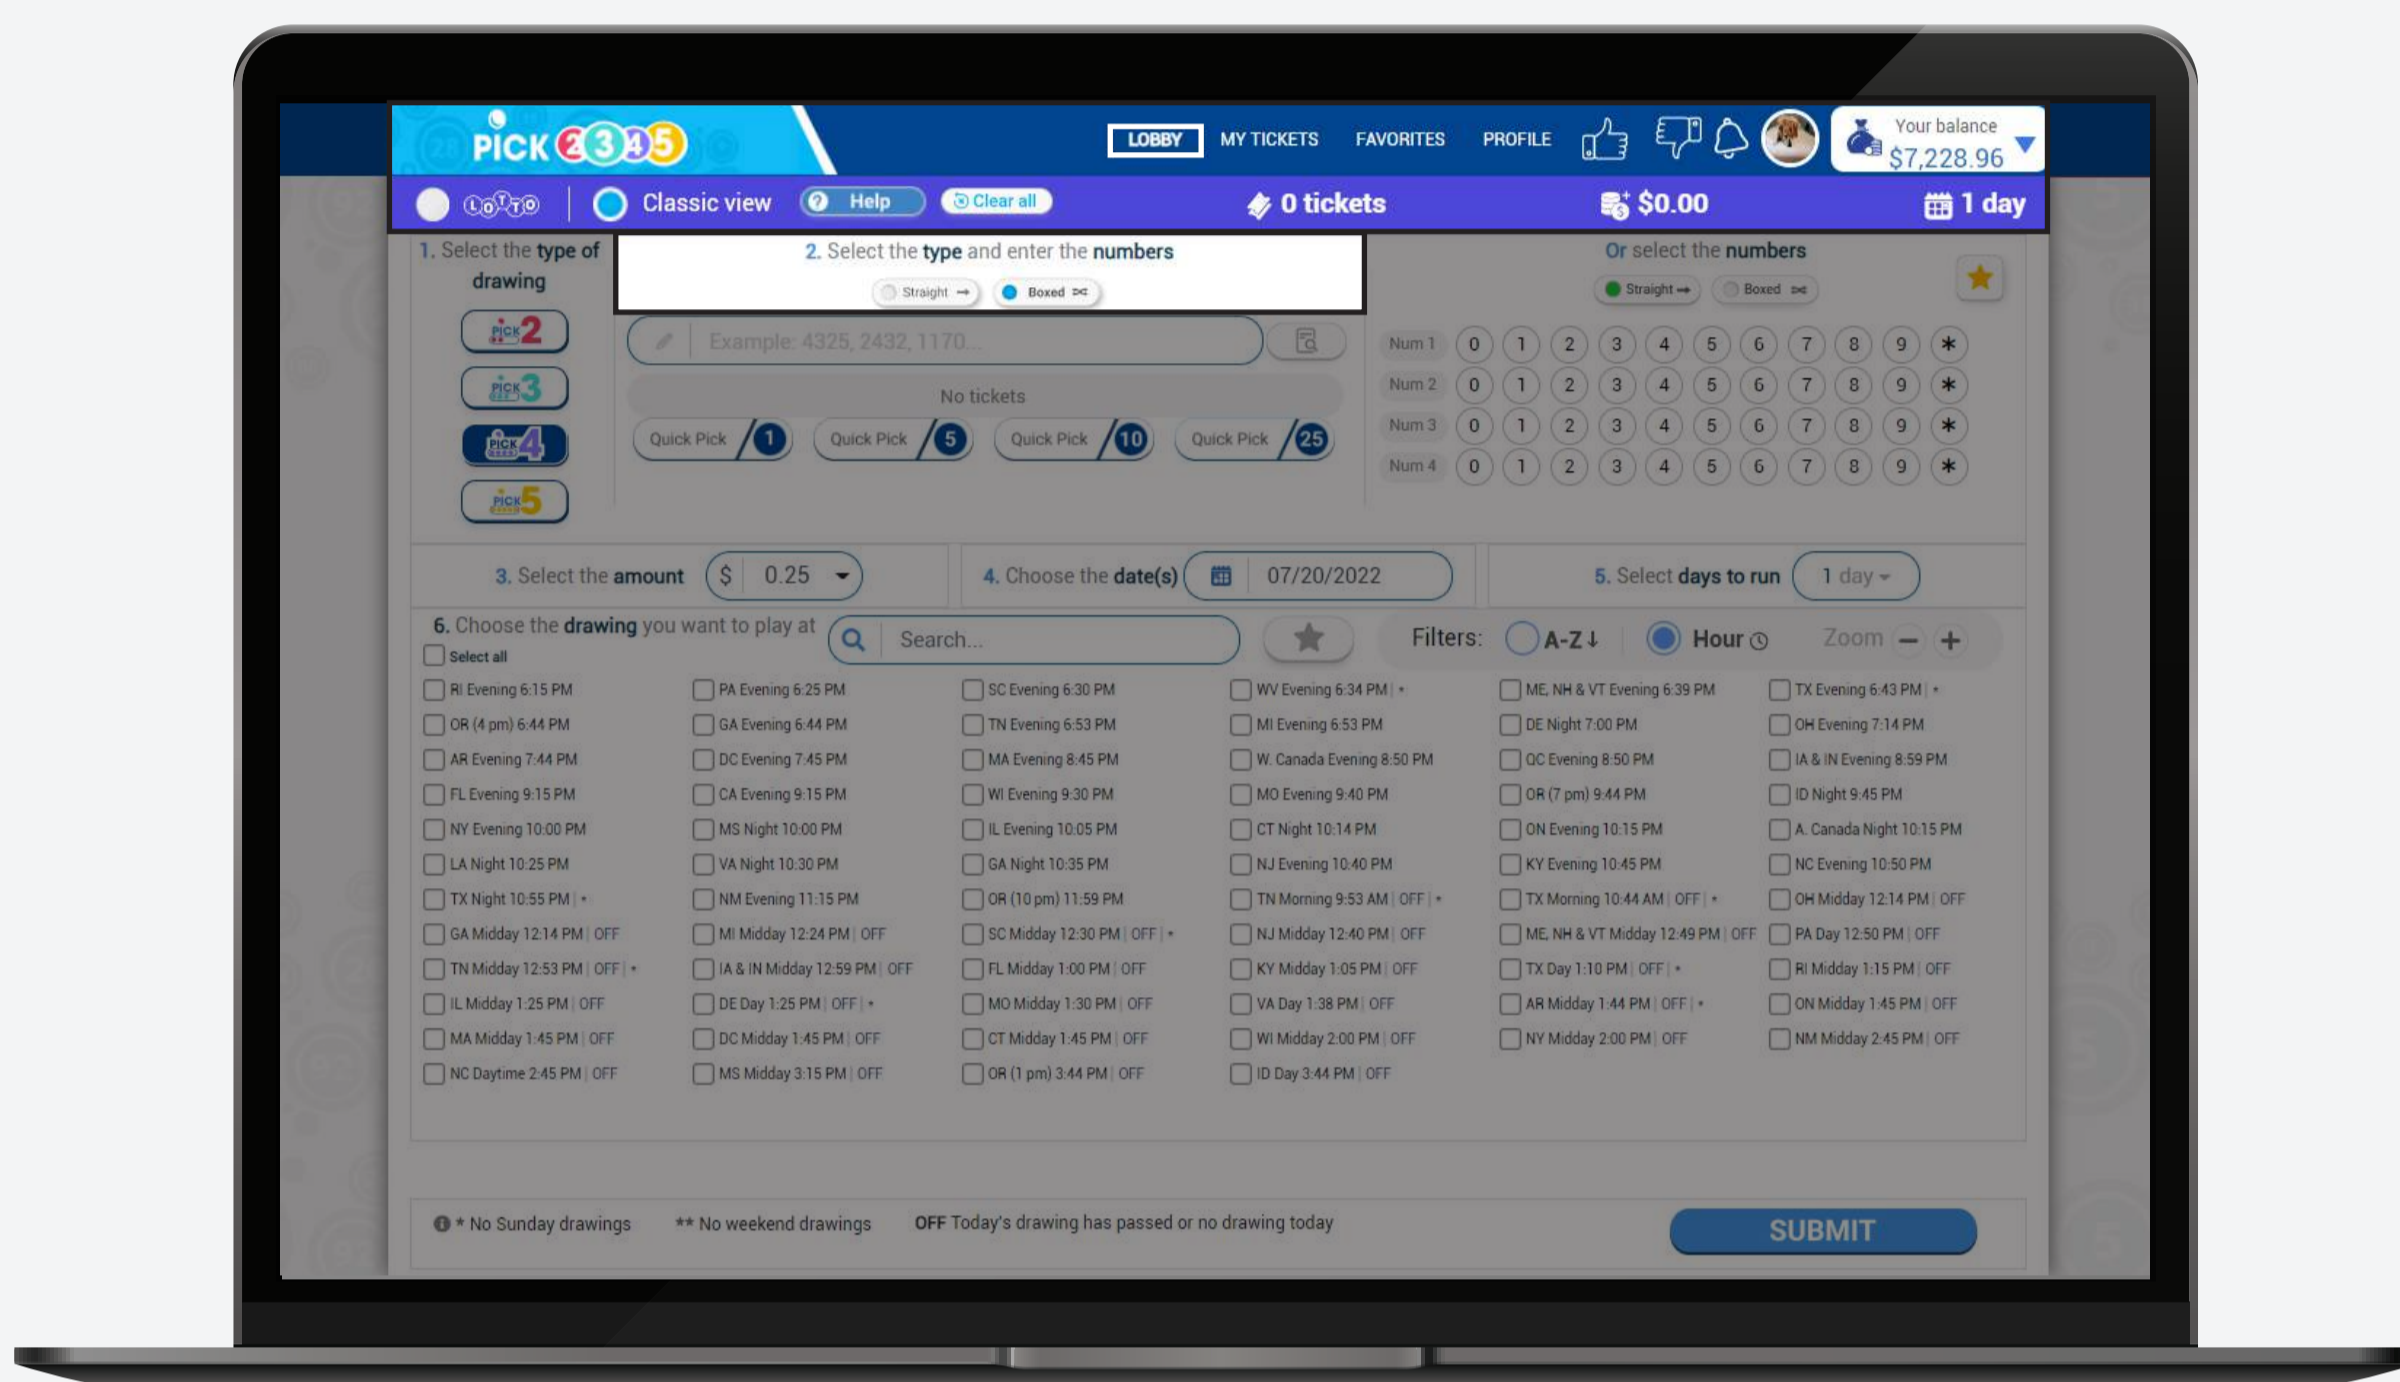 PICK 2345
LOBBY MY TICKETS FAVORITES PROFILE
Your balance
$7,228.96
LOTTO Classic view ? Help Clear all 0 tickets $0.00 1 day
1. Select the type of
drawing
PICK 2
PICK 3
PICK 4
PICK 5
2. Select the type and enter the numbers
Straight → Boxed
Example: 4325, 2432, 1170...
No tickets
Quick Pick / 1 Quick Pick / 5 Quick Pick / 10 Quick Pick / 25
Or select the numbers
Straight → Boxed
Num 1 0 1 2 3 4 5 6 7 8 9 *
Num 2 0 1 2 3 4 5 6 7 8 9 *
Num 3 0 1 2 3 4 5 6 7 8 9 *
Num 4 0 1 2 3 4 5 6 7 8 9 *
3. Select the amount $ 0.25 4. Choose the date(s) 07/20/2022 5. Select days to run 1 day
6. Choose the drawing you want to play at Search... Filters: A-Z ↓ Hour Zoom − +
Select all
RI Evening 6:15 PM PA Evening 6:25 PM SC Evening 6:30 PM WV Evening 6:34 PM | * ME, NH & VT Evening 6:39 PM TX Evening 6:43 PM | *
OR (4 pm) 6:44 PM GA Evening 6:44 PM TN Evening 6:53 PM MI Evening 6:53 PM DE Night 7:00 PM OH Evening 7:14 PM
AR Evening 7:44 PM DC Evening 7:45 PM MA Evening 8:45 PM W. Canada Evening 8:50 PM QC Evening 8:50 PM IA & IN Evening 8:59 PM
FL Evening 9:15 PM CA Evening 9:15 PM WI Evening 9:30 PM MO Evening 9:40 PM OR (7 pm) 9:44 PM ID Night 9:45 PM
NY Evening 10:00 PM MS Night 10:00 PM IL Evening 10:05 PM CT Night 10:14 PM ON Evening 10:15 PM A. Canada Night 10:15 PM
LA Night 10:25 PM VA Night 10:30 PM GA Night 10:35 PM NJ Evening 10:40 PM KY Evening 10:45 PM NC Evening 10:50 PM
TX Night 10:55 PM | * NM Evening 11:15 PM OR (10 pm) 11:59 PM TN Morning 9:53 AM | OFF | * TX Morning 10:44 AM | OFF | * OH Midday 12:14 PM | OFF
GA Midday 12:14 PM | OFF MI Midday 12:24 PM | OFF SC Midday 12:30 PM | OFF | * NJ Midday 12:40 PM | OFF ME, NH & VT Midday 12:49 PM | OFF PA Day 12:50 PM | OFF
TN Midday 12:53 PM | OFF | * IA & IN Midday 12:59 PM | OFF FL Midday 1:00 PM | OFF KY Midday 1:05 PM | OFF TX Day 1:10 PM | OFF | * RI Midday 1:15 PM | OFF
IL Midday 1:25 PM | OFF DE Day 1:25 PM | OFF | * MO Midday 1:30 PM | OFF VA Day 1:38 PM | OFF AR Midday 1:44 PM | OFF | * ON Midday 1:45 PM | OFF
MA Midday 1:45 PM | OFF DC Midday 1:45 PM | OFF CT Midday 1:45 PM | OFF WI Midday 2:00 PM | OFF NY Midday 2:00 PM | OFF NM Midday 2:45 PM | OFF
NC Daytime 2:45 PM | OFF MS Midday 3:15 PM | OFF OR (1 pm) 3:44 PM | OFF ID Day 3:44 PM | OFF
* No Sunday drawings ** No weekend drawings OFF Today's drawing has passed or no drawing today SUBMIT